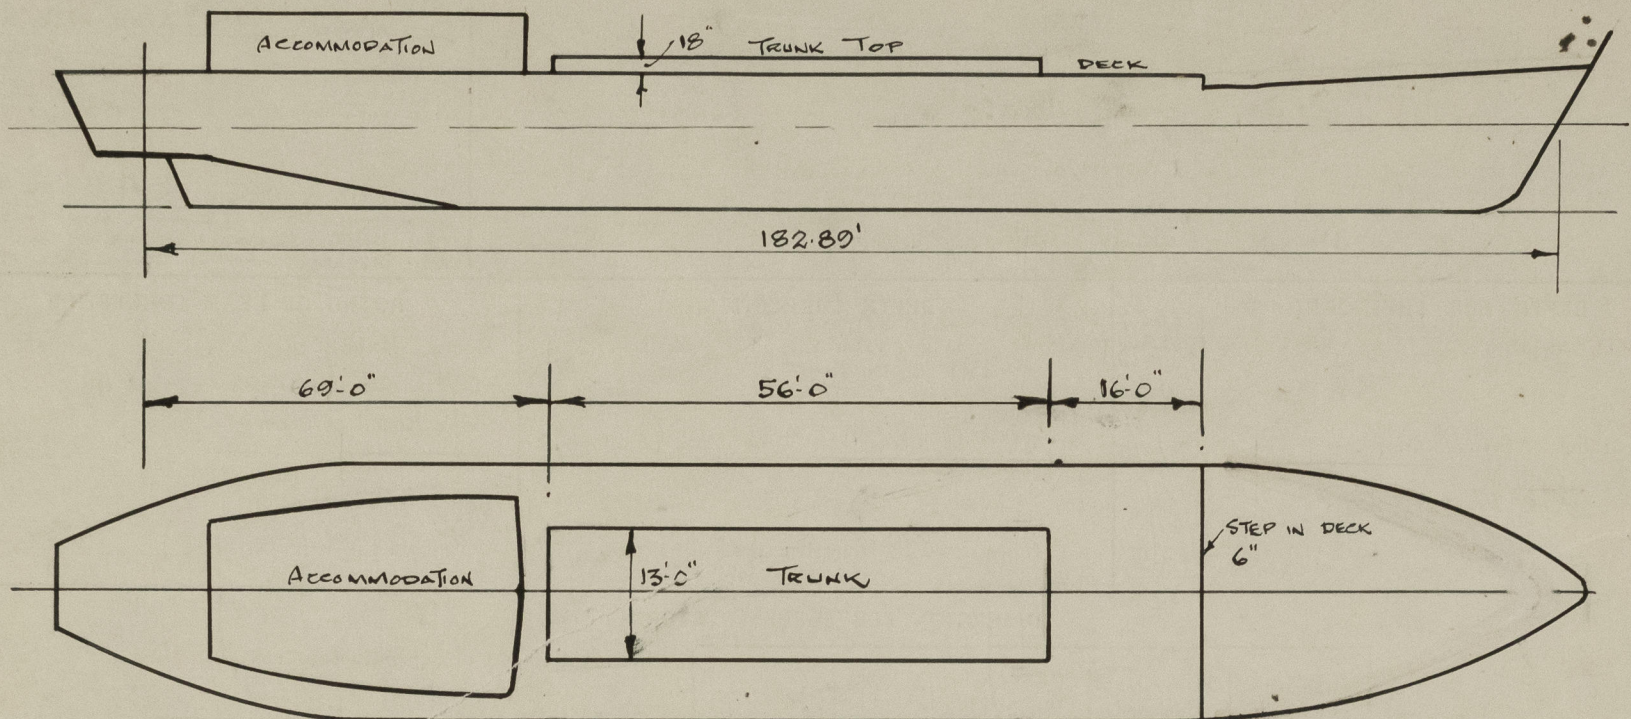 ACCOMMODATION
18"
TRUNK TOP
DECK
182.89'
69'-0"
56'-0"
16'-0"
STEP IN DECK
6"
ACCOMMODATION
13'-0"
TRUNK